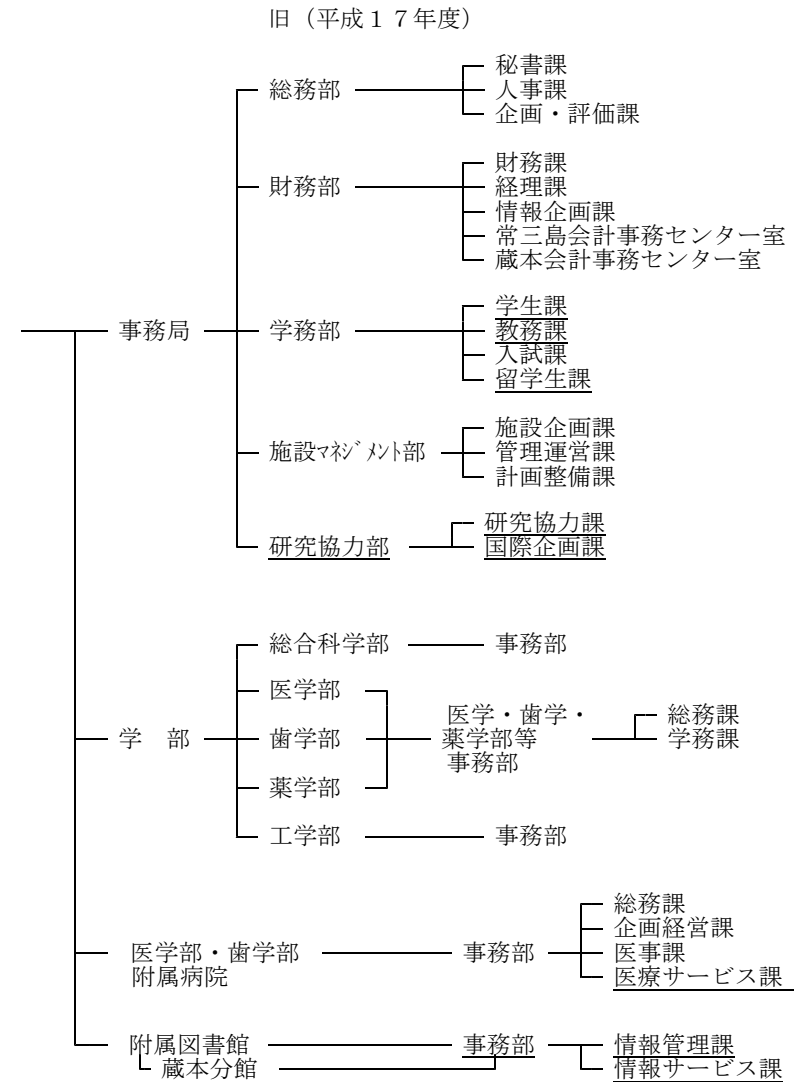 旧（平成１７年度）
総務部
秘書課
人事課
企画・評価課
財務部
財務課
経理課
情報企画課
常三島会計事務センター室
蔵本会計事務センター室
事務局
学務部
学生課
教務課
入試課
留学生課
施設ﾏﾈｼﾞﾒﾝﾄ部
施設企画課
管理運営課
計画整備課
研究協力部
研究協力課
国際企画課
総合科学部
事務部
学　部
医学部
歯学部
薬学部
医学・歯学・
薬学部等
事務部
総務課
学務課
工学部
事務部
医学部・歯学部
附属病院
事務部
総務課
企画経営課
医事課
医療サービス課
附属図書館
蔵本分館
事務部
情報管理課
情報サービス課